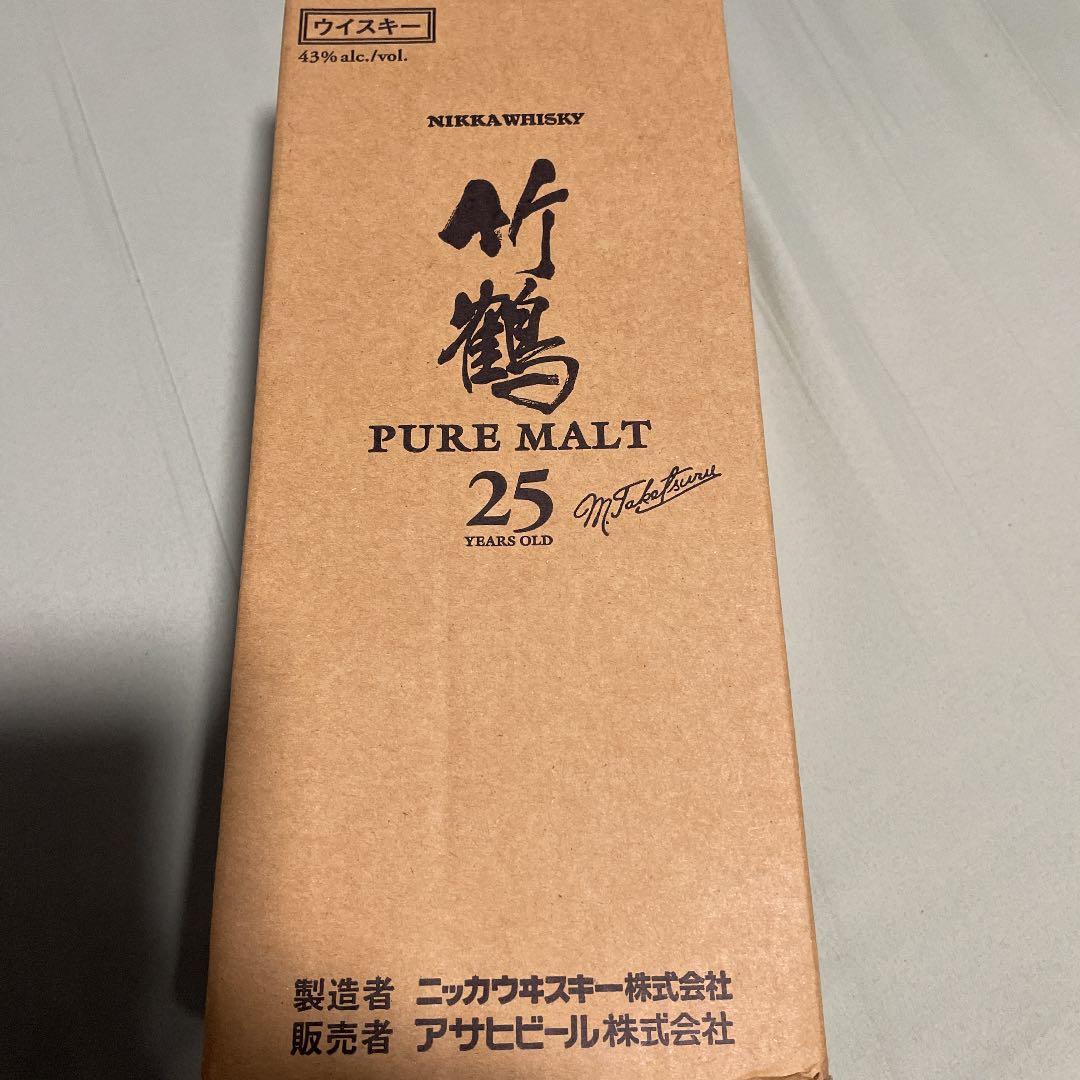 ウイスキー
43% alc./vol.
NIKKA WHISKY
竹
鶴
PURE MALT
25
YEARS OLD
M.Taketsuru
製造者 ニッカウヰスキー株式会社
販売者 アサヒビール株式会社